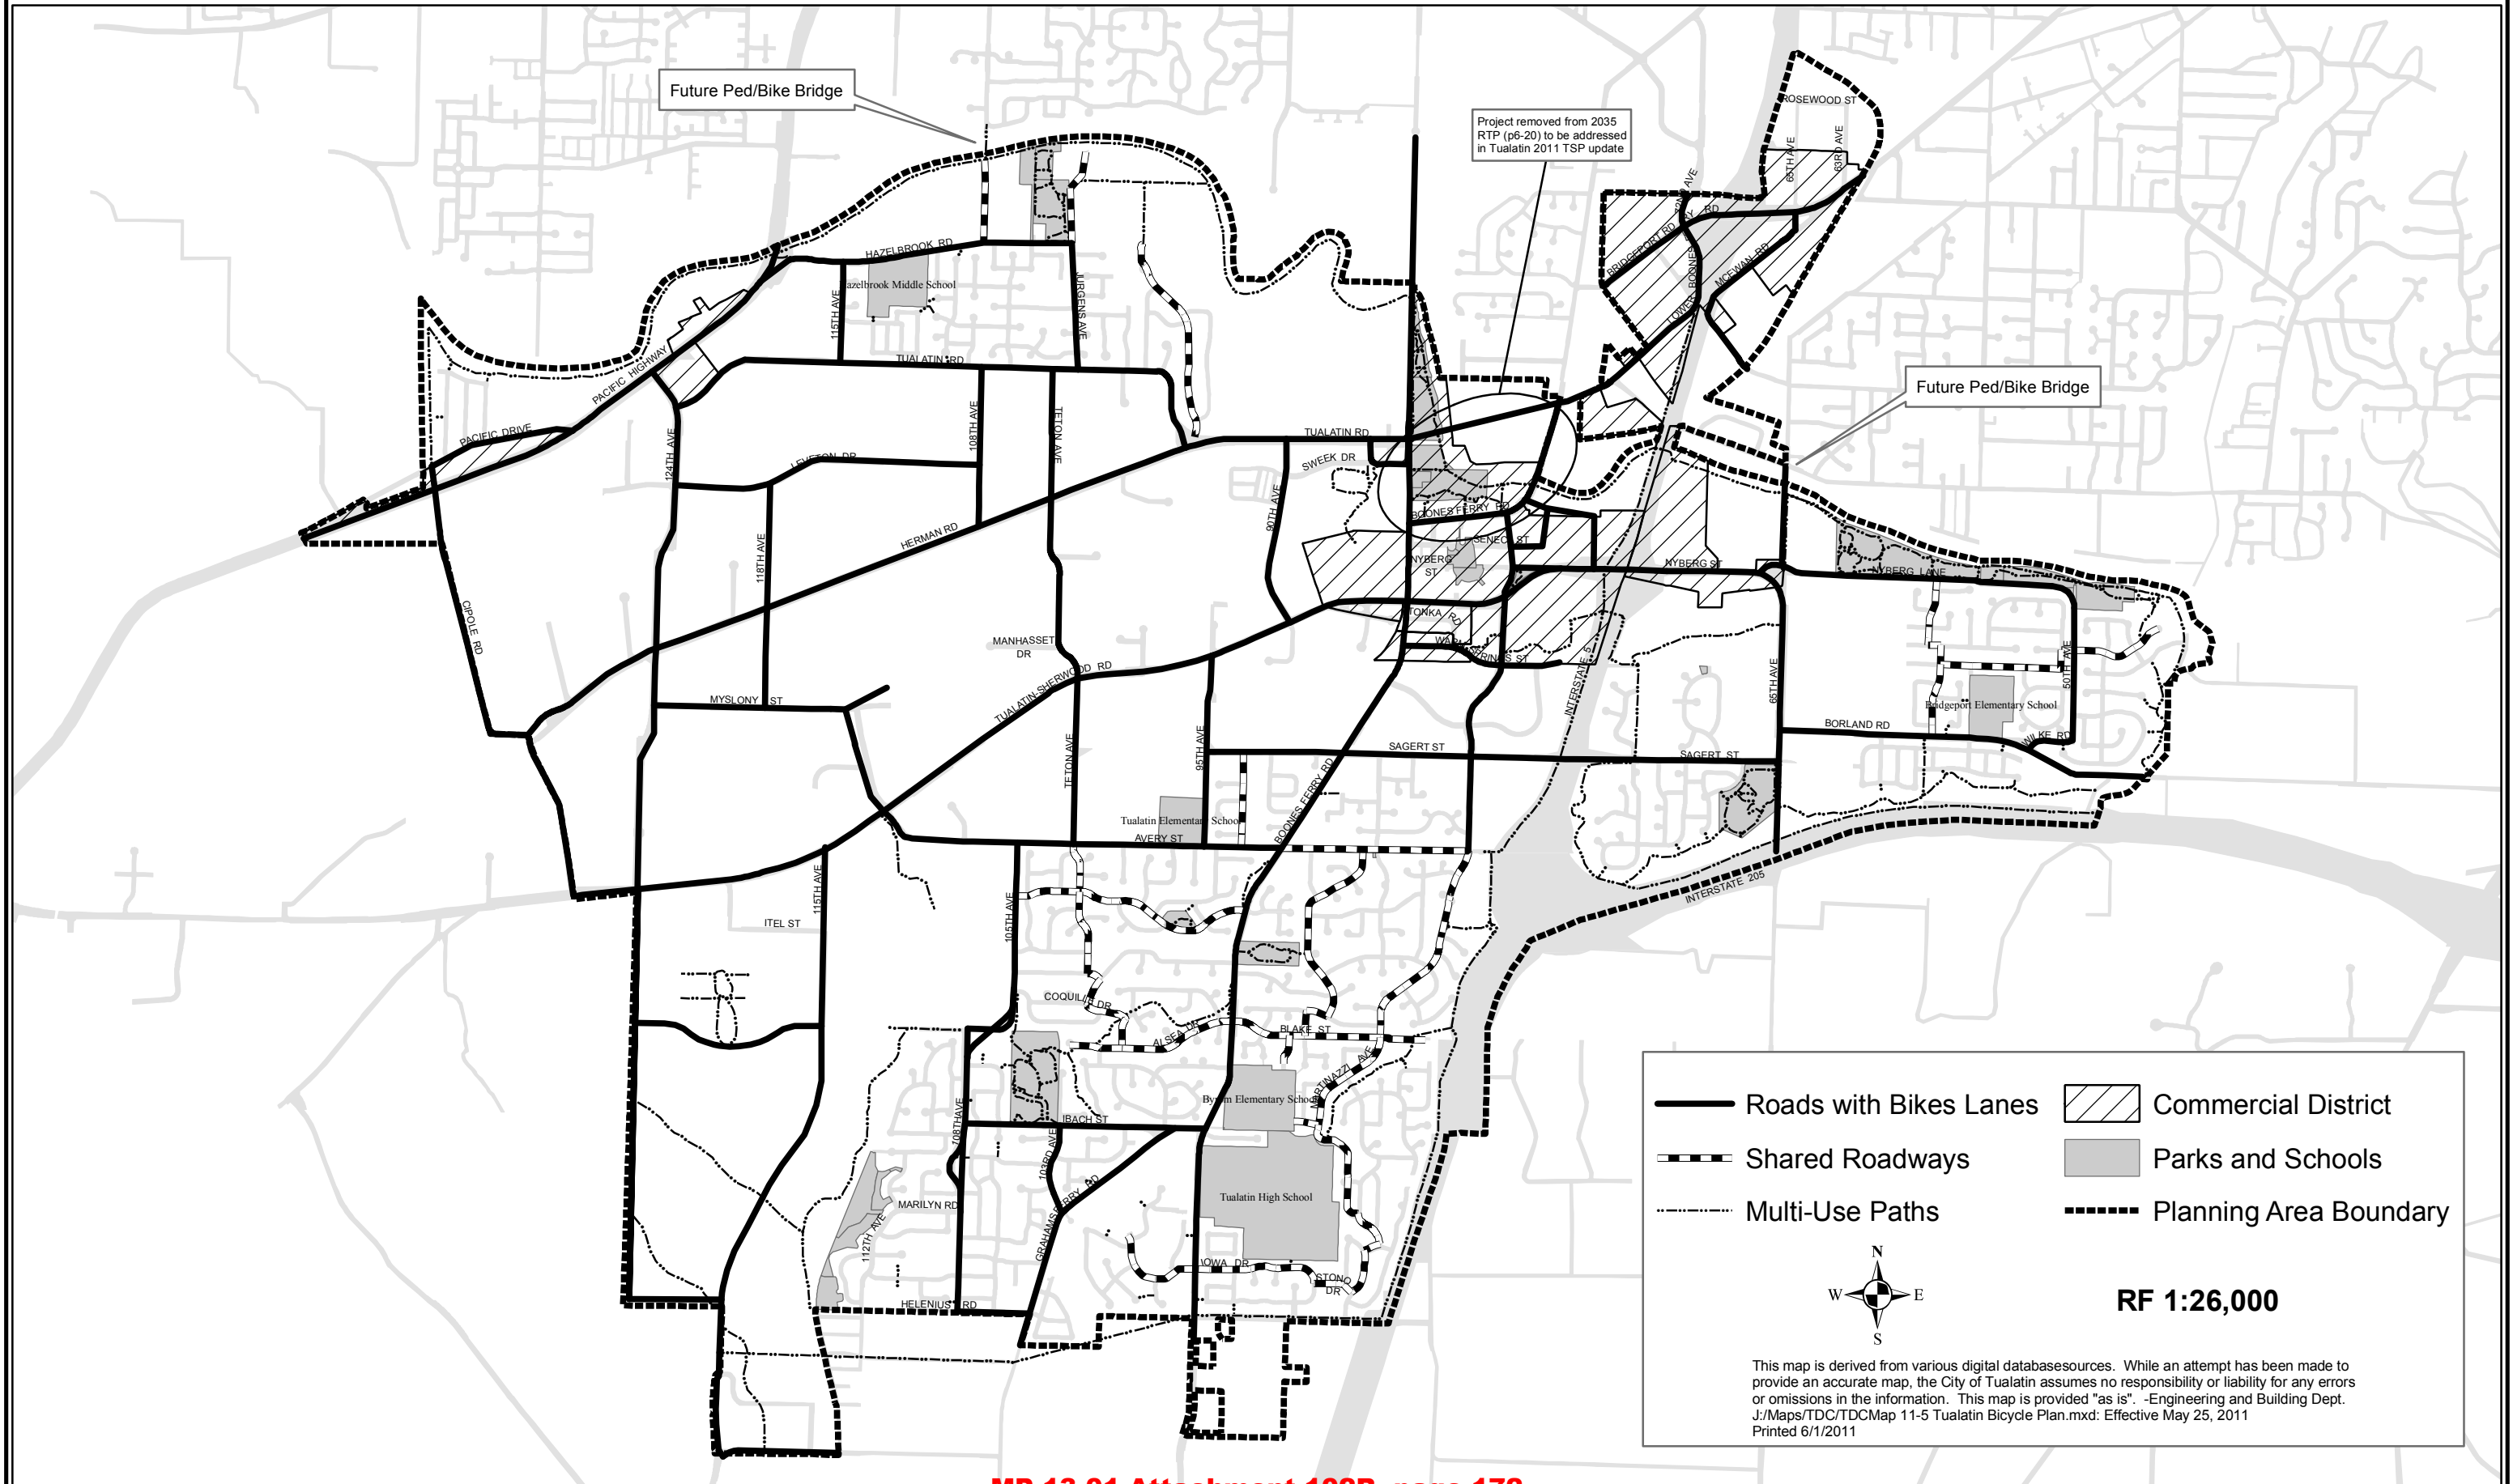 Future Ped/Bike Bridge
Project removed from 2035
RTP (p6-20) to be addressed
in Tualatin 2011 TSP update
ROSEWOOD ST
65TH AVE
63RD AVE
72ND AVE
RD
BRIDGEPORT RD
LOWER BOONES
MCEWAN RD
HAZELBROOK RD
azelbrook Middle School
115TH AVE
JURGENS AVE
TUALATIN RD
PACIFIC HIGHWAY
PACIFIC DRIVE
Future Ped/Bike Bridge
124TH AVE
LEVETON DR
108TH AVE
TETON AVE
TUALATIN RD
SWEEK DR
90TH AVE
BOONES FERRY RD
SENECA ST
NYBERG
ST
NYBERG ST
NYBERG LANE
HERMAN RD
118TH AVE
CIPOLE RD
MANHASSET
DR
TONKA RD
WARM SPRINGS ST
INTERSTATE 5
65TH AVE
50TH AVE
Bridgeport Elementary School
BORLAND RD
WILKE RD
MYSLONY ST
TUALATIN-SHERWOOD RD
TETON AVE
95TH AVE
SAGERT ST
SAGERT ST
BOONES FERRY RD
Tualatin Elementary School
AVERY ST
INTERSTATE 205
115TH AVE
ITEL ST
105TH AVE
COQUILLE DR
ALSEA DR
BLAKE ST
MARTINAZZI AVE
Byrom Elementary School
108TH AVE
IBACH ST
103RD AVE
GRAHAMS FERRY RD
MARILYN RD
112TH AVE
Tualatin High School
IOWA DR
STONO
DR
HELENIUS RD
Roads with Bikes Lanes
Commercial District
Shared Roadways
Parks and Schools
Multi-Use Paths
Planning Area Boundary
N
W E
S
RF 1:26,000
This map is derived from various digital databasesources. While an attempt has been made to
provide an accurate map, the City of Tualatin assumes no responsibility or liability for any errors
or omissions in the information. This map is provided "as is". -Engineering and Building Dept.
J:/Maps/TDC/TDCMap 11-5 Tualatin Bicycle Plan.mxd: Effective May 25, 2011
Printed 6/1/2011